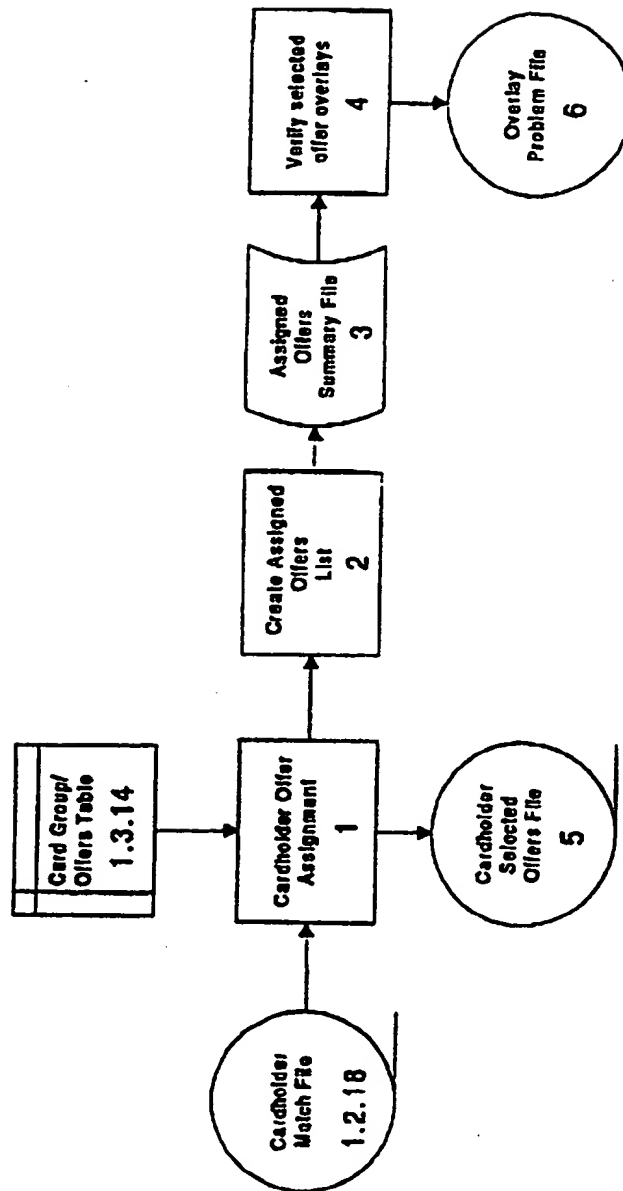 Card Group/
Offers Table
1.3.14
Cardholder
Match File
1.2.18
Cardholder Offer
Assignment
1
Create Assigned
Offers
List
2
Assigned
Offers
Summary File
3
Verify selected
offer overlays
4
Cardholder
Selected
Offers File
5
Overlay
Problem File
6